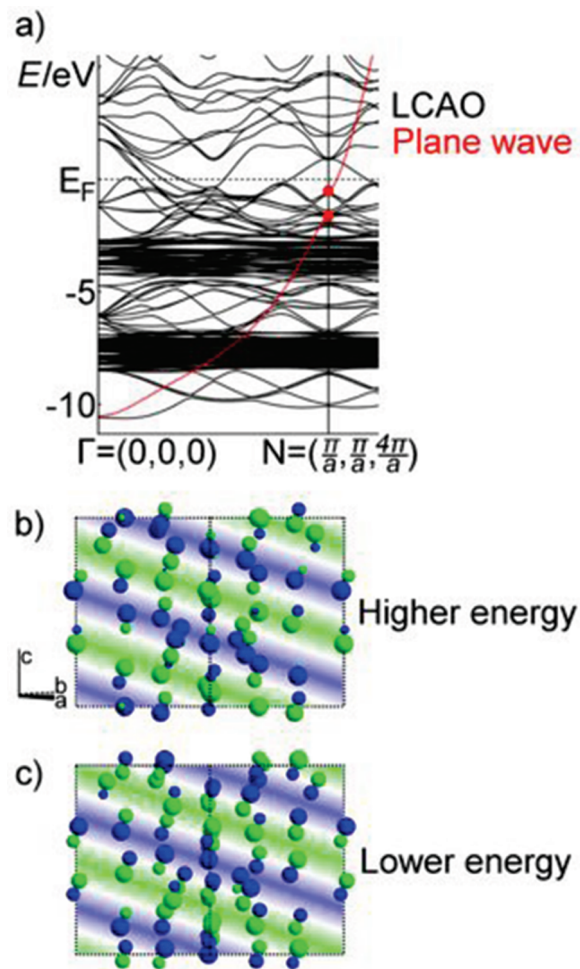 a)
E/eV
LCAO
Plane wave
E_F
-5
-10
Γ=(0,0,0) N=(π/a,π/a,4π/a)
b)
Higher energy
c
b
a
c)
Lower energy